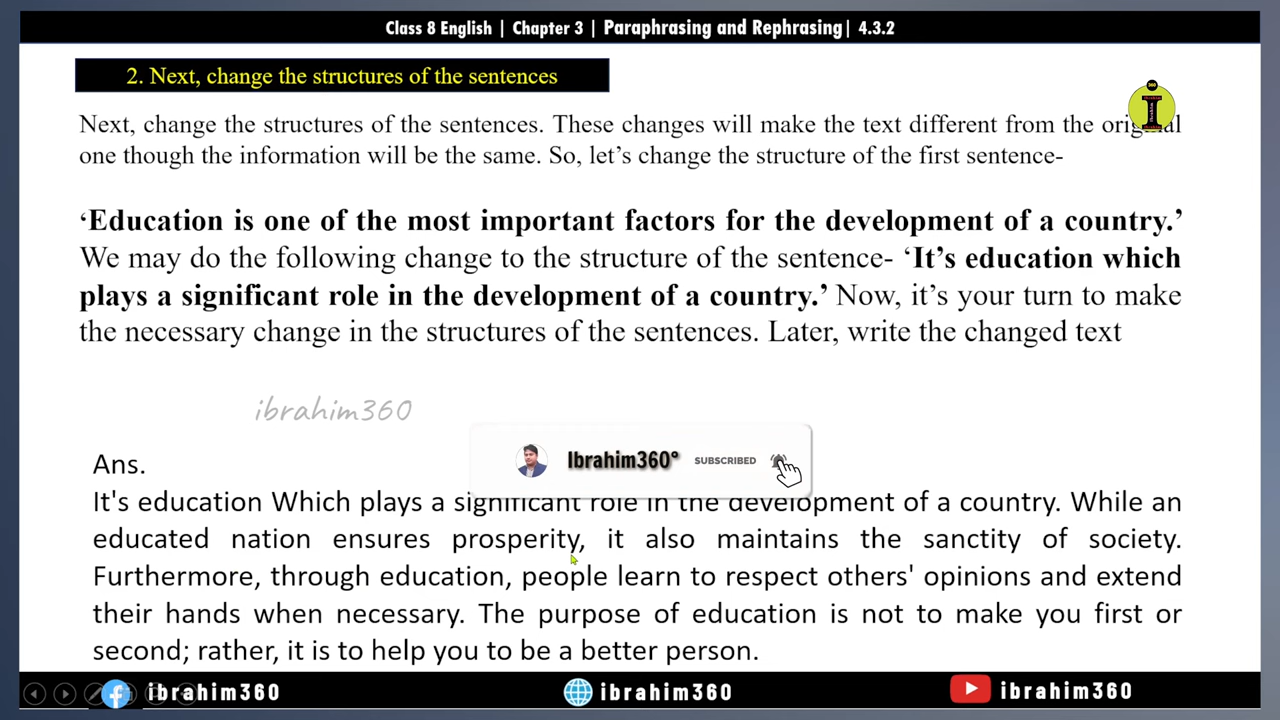 Class 8 English | Chapter 3 | Paraphrasing and Rephrasing| 4.3.2
2. Next, change the structures of the sentences
360
I
Next, change the structures of the sentences. These changes will make the text different from the original
one though the information will be the same. So, let’s change the structure of the first sentence-
‘Education is one of the most important factors for the development of a country.’
We may do the following change to the structure of the sentence- ‘It’s education which
plays a significant role in the development of a country.’ Now, it’s your turn to make
the necessary change in the structures of the sentences. Later, write the changed text
ibrahim360
Ibrahim360°
SUBSCRIBED
Ans.
It's education Which plays a significant role in the development of a country. While an
educated nation ensures prosperity, it also maintains the sanctity of society.
Furthermore, through education, people learn to respect others' opinions and extend
their hands when necessary. The purpose of education is not to make you first or
second; rather, it is to help you to be a better person.
ibrahim360
ibrahim360
ibrahim360